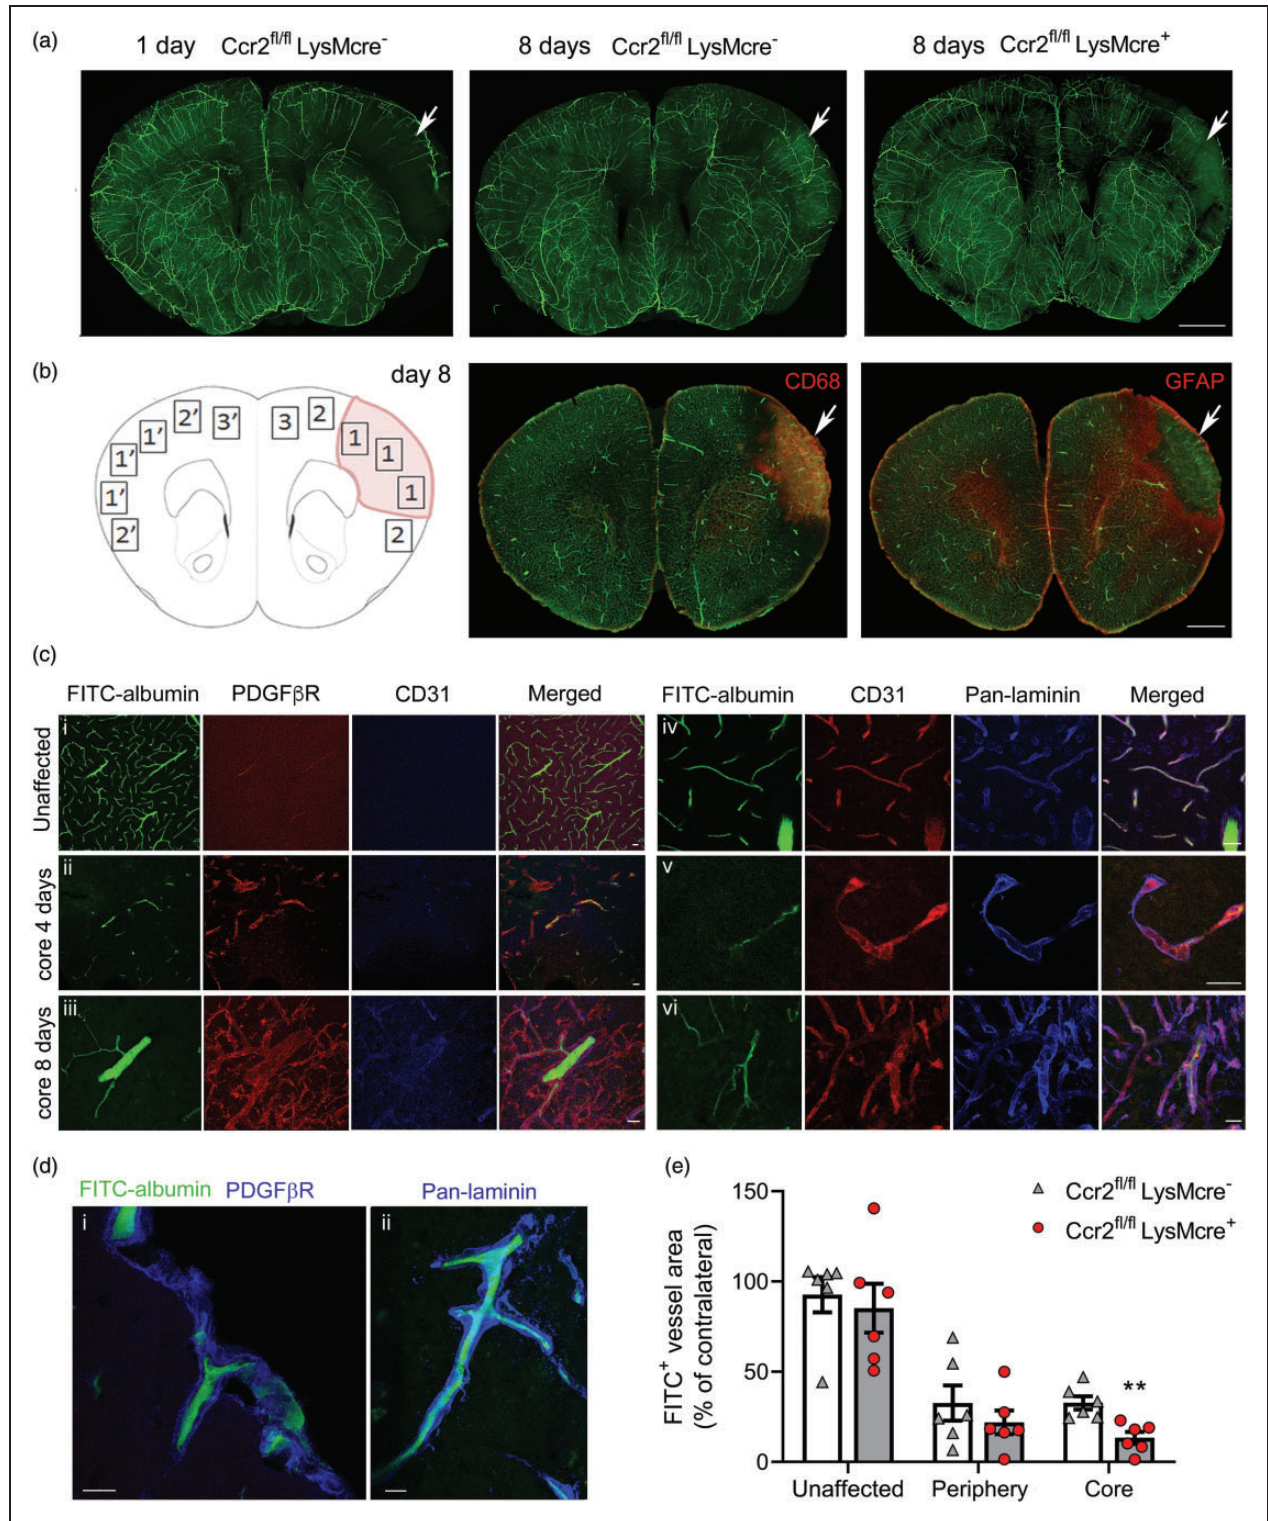 (a)
1 day Ccr2fl/fl LysMcre-
8 days Ccr2fl/fl LysMcre-
8 days Ccr2fl/fl LysMcre+
(b)
day 8
2' 3' 3 2
1' 1
1' 1
1' 1
2' 2
CD68
GFAP
(c)
FITC-albumin PDGFβR CD31 Merged
FITC-albumin CD31 Pan-laminin Merged
Unaffected
i
iv
core 4 days
ii
v
core 8 days
iii
vi
(d)
FITC-albumin PDGFβR
Pan-laminin
i
ii
(e)
FITC+ vessel area
(% of contralateral)
150
100
50
0
Ccr2fl/fl LysMcre-
Ccr2fl/fl LysMcre+
**
Unaffected Periphery Core